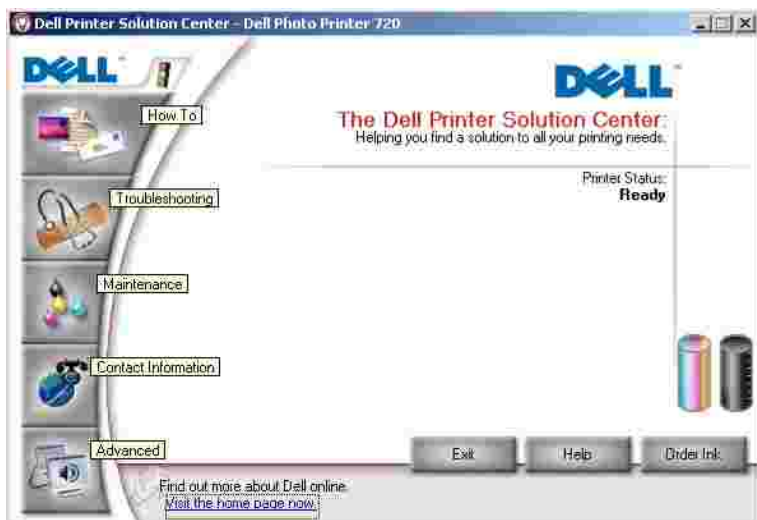 Dell Printer Solution Center - Dell Photo Printer 720
DELL
DELL
How To
The Dell Printer Solution Center:
Helping you find a solution to all your printing needs.
Printer Status:
Ready
Troubleshooting
Maintenance
Contact Information
Advanced
Exit
Help
Order Ink
Find out more about Dell online.
Visit the home page now.